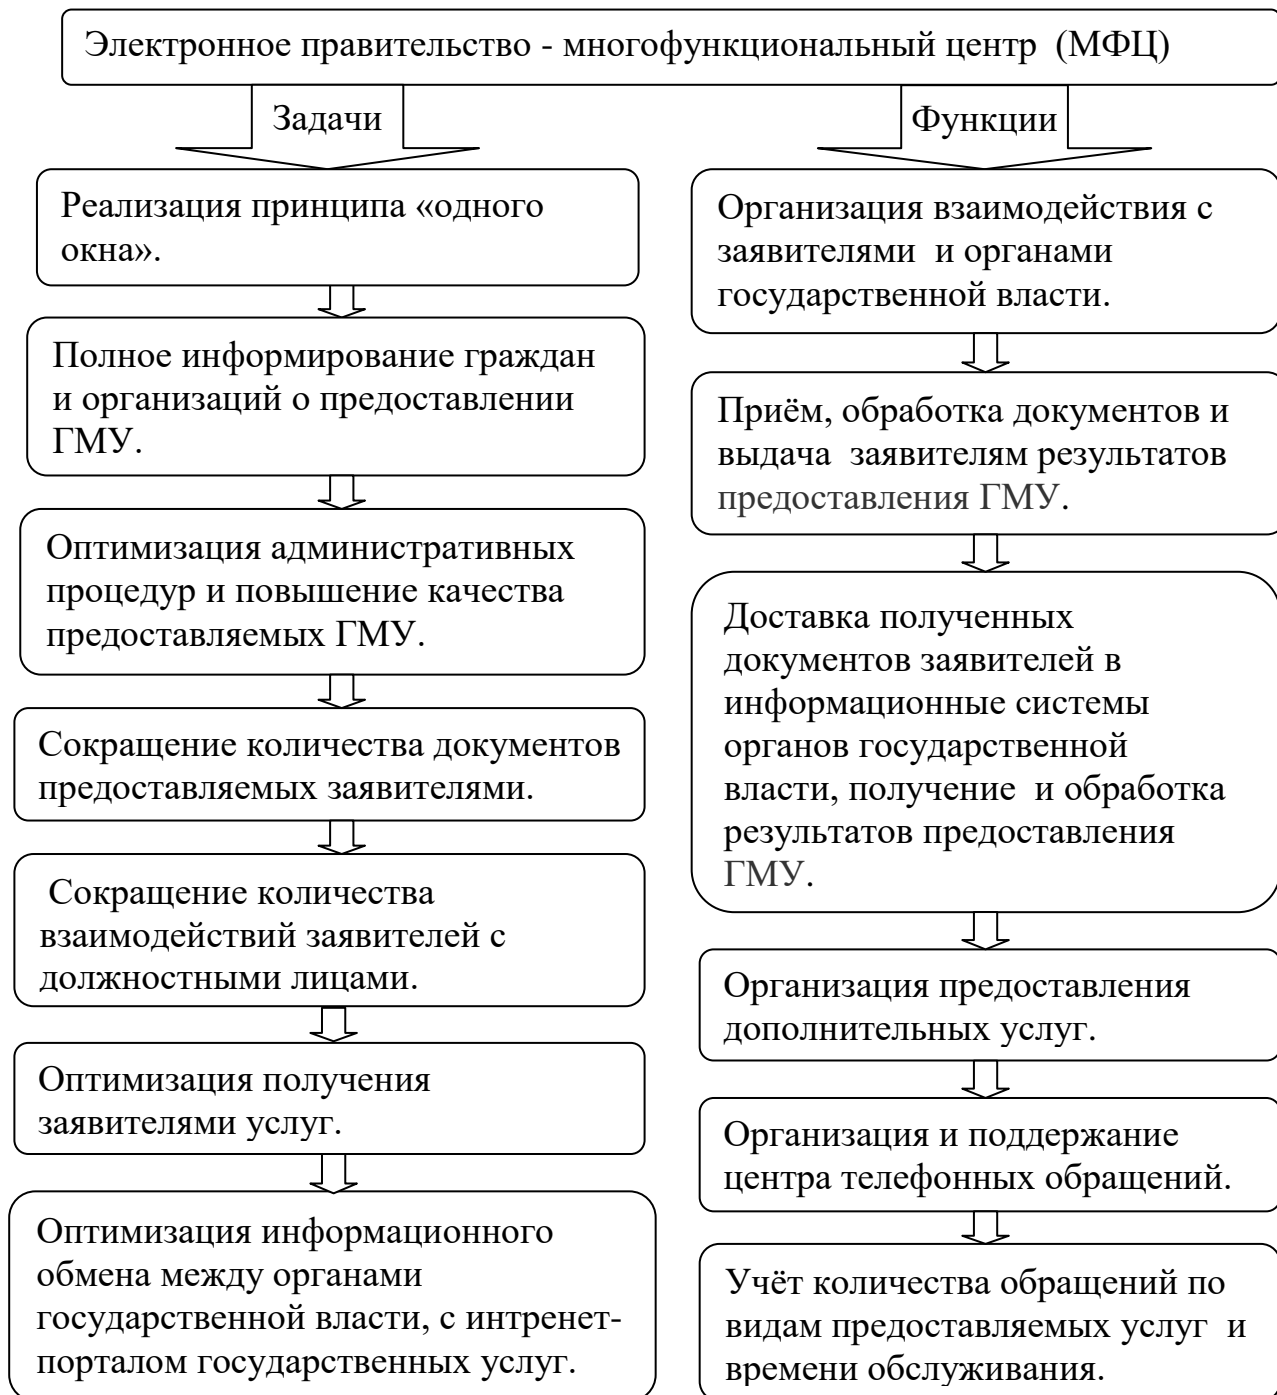 Электронное правительство - многофункциональный центр (МФЦ)
Задачи
Реализация принципа «одного
окна».
Полное информирование граждан
и организаций о предоставлении
ГМУ.
Оптимизация административных
процедур и повышение качества
предоставляемых ГМУ.
Сокращение количества документов
предоставляемых заявителями.
Сокращение количества
взаимодействий заявителей с
должностными лицами.
Оптимизация получения
заявителями услуг.
Оптимизация информационного
обмена между органами
государственной власти, с интренет-
порталом государственных услуг.
Функции
Организация взаимодействия с
заявителями и органами
государственной власти.
Приём, обработка документов и
выдача заявителям результатов
предоставления ГМУ.
Доставка полученных
документов заявителей в
информационные системы
органов государственной
власти, получение и обработка
результатов предоставления
ГМУ.
Организация предоставления
дополнительных услуг.
Организация и поддержание
центра телефонных обращений.
Учёт количества обращений по
видам предоставляемых услуг и
времени обслуживания.